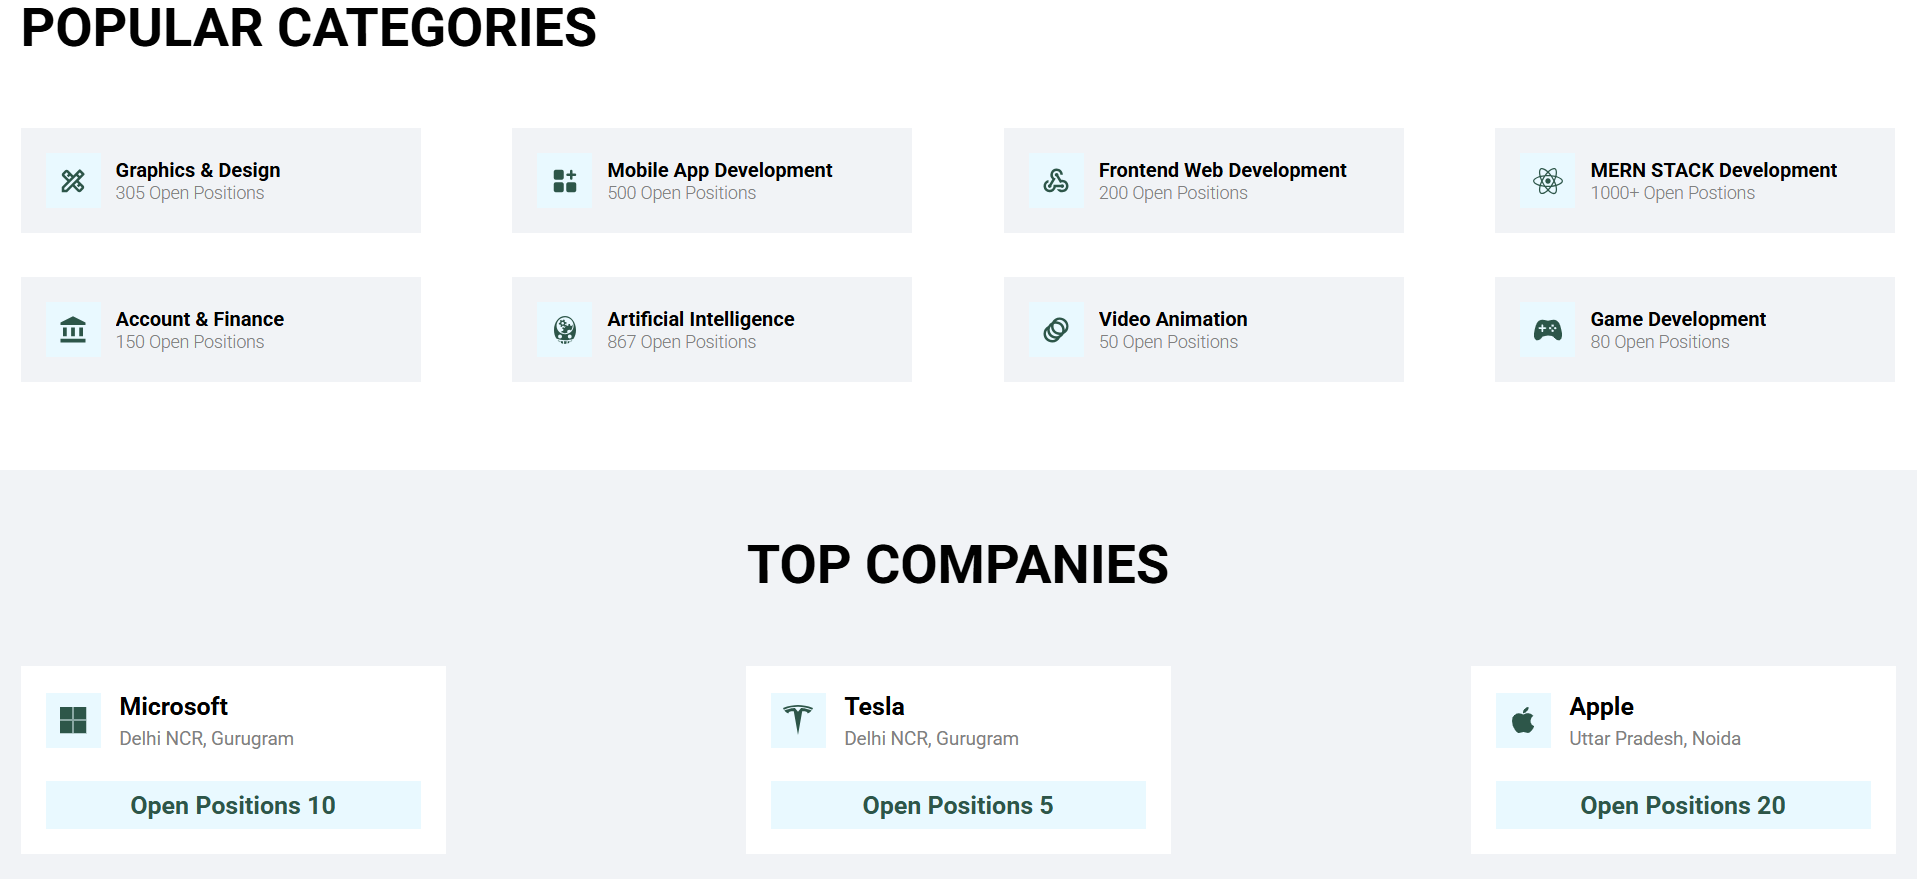 POPULAR CATEGORIES
Graphics & Design
305 Open Positions
Mobile App Development
500 Open Positions
Frontend Web Development
200 Open Positions
MERN STACK Development
1000+ Open Postions
Account & Finance
150 Open Positions
Artificial Intelligence
867 Open Positions
Video Animation
50 Open Positions
Game Development
80 Open Positions
TOP COMPANIES
Microsoft
Delhi NCR, Gurugram
Open Positions 10
Tesla
Delhi NCR, Gurugram
Open Positions 5
Apple
Uttar Pradesh, Noida
Open Positions 20